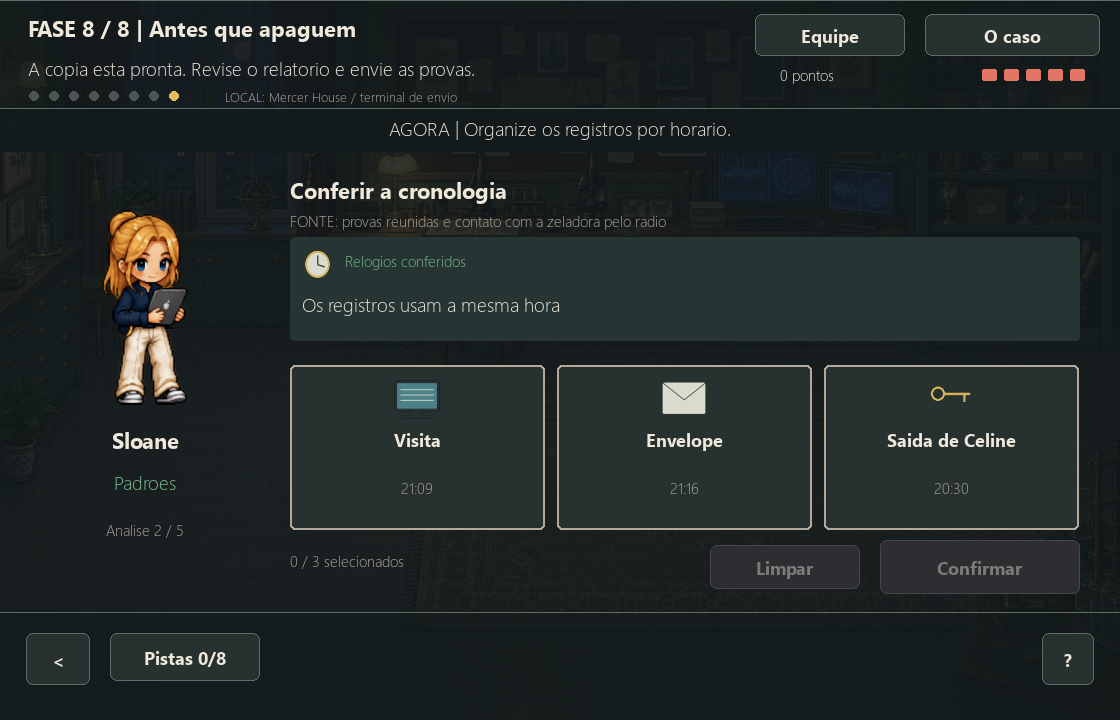 FASE 8 / 8 | Antes que apaguem
Equipe
O caso
A copia esta pronta. Revise o relatorio e envie as provas.
0 pontos
LOCAL: Mercer House / terminal de envio
AGORA | Organize os registros por horario.
Conferir a cronologia
FONTE: provas reunidas e contato com a zeladora pelo radio
Relogios conferidos
Os registros usam a mesma hora
Visita
21:09
Envelope
21:16
Saida de Celine
20:30
Sloane
Padroes
Analise 2 / 5
0 / 3 selecionados
Limpar
Confirmar
<
Pistas 0/8
?